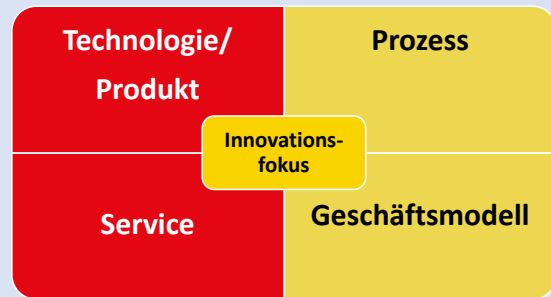 Technologie/
Produkt
Prozess
Innovations-
fokus
Service
Geschäftsmodell